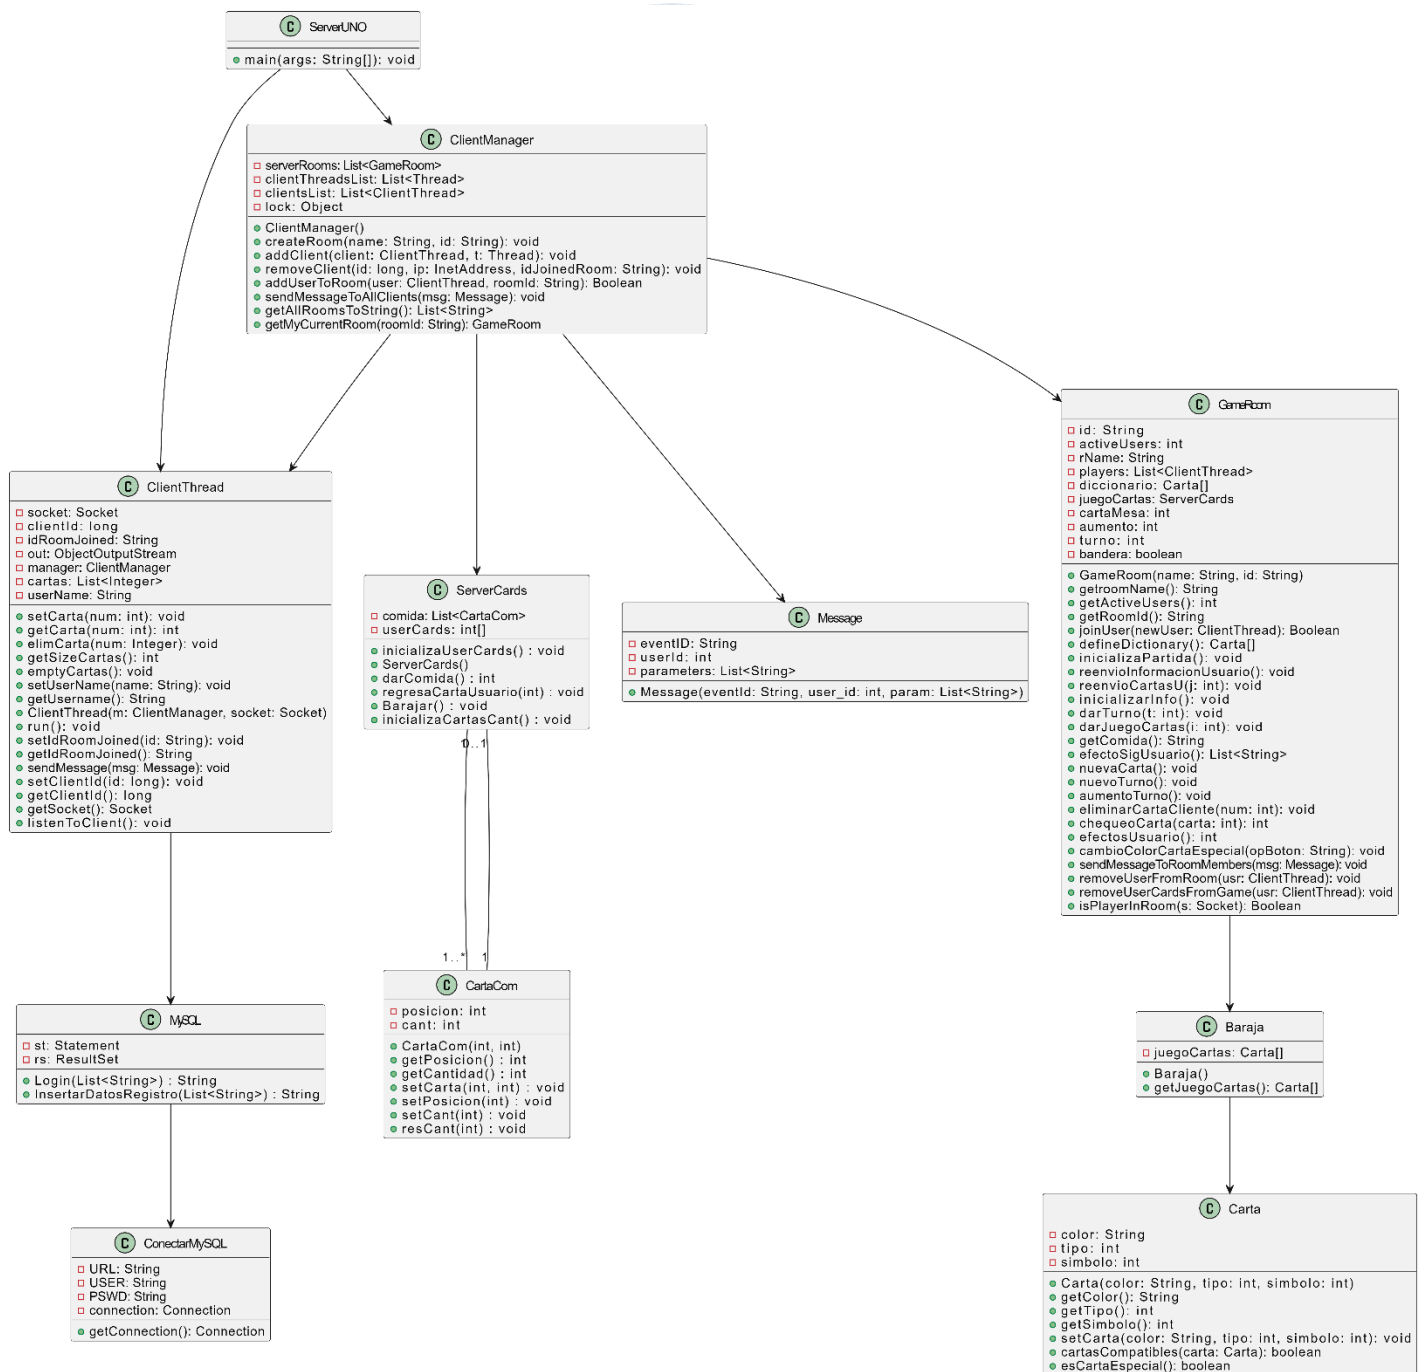 C ServerUNO
main(args: String[]): void
C ClientManager
serverRooms: List<GameRoom>
clientThreadsList: List<Thread>
clientsList: List<ClientThread>
lock: Object
ClientManager()
createRoom(name: String, id: String): void
addClient(client: ClientThread, t: Thread): void
removeClient(id: long, ip: InetAddress, idJoinedRoom: String): void
addUserToRoom(user: ClientThread, roomId: String): Boolean
sendMessageToAllClients(msg: Message): void
getAllRoomsToString(): List<String>
getMyCurrentRoom(roomId: String): GameRoom
C GameRoom
id: String
activeUsers: int
rName: String
players: List<ClientThread>
diccionario: Carta[]
juegoCartas: ServerCards
cartaMesa: int
aumento: int
turno: int
bandera: boolean
GameRoom(name: String, id: String)
getroomName(): String
getActiveUsers(): int
getRoomId(): String
joinUser(newUser: ClientThread): Boolean
defineDictionary(): Carta[]
inicializaPartida(): void
reenvioInformacionUsuario(): void
reenvioCartasU(j: int): void
inicializarInfo(): void
darTurno(t: int): void
darJuegoCartas(i: int): void
getComida(): String
efectoSigUsuario(): List<String>
nuevaCarta(): void
nuevoTurno(): void
aumentoTurno(): void
eliminarCartaCliente(num: int): void
chequeoCarta(carta: int): int
efectosUsuario(): int
cambioColorCartaEspecial(opBoton: String): void
sendMessageToRoomMembers(msg: Message): void
removeUserFromRoom(usr: ClientThread): void
removeUserCardsFromGame(usr: ClientThread): void
isPlayerInRoom(s: Socket): Boolean
C ClientThread
socket: Socket
clientId: long
idRoomJoined: String
out: ObjectOutputStream
manager: ClientManager
cartas: List<Integer>
userName: String
setCarta(num: int): void
getCarta(num: int): int
elimCarta(num: Integer): void
getSizeCartas(): int
emptyCartas(): void
setUserName(name: String): void
getUsername(): String
ClientThread(m: ClientManager, socket: Socket)
run(): void
setIdRoomJoined(id: String): void
getIdRoomJoined(): String
sendMessage(msg: Message): void
setClientId(id: long): void
getClientId(): long
getSocket(): Socket
listenToClient(): void
C ServerCards
comida: List<CartaCom>
userCards: int[]
inicializaUserCards() : void
ServerCards()
darComida() : int
regresaCartaUsuario(int) : void
Barajar() : void
inicializaCartasCant() : void
C Message
eventID: String
userId: int
parameters: List<String>
Message(eventId: String, user_id: int, param: List<String>)
0..1
1..* 1
C CartaCom
posicion: int
cant: int
CartaCom(int, int)
getPosicion() : int
getCantidad() : int
setCarta(int, int) : void
setPosicion(int) : void
setCant(int) : void
resCant(int) : void
C MySQL
st: Statement
rs: ResultSet
Login(List<String>) : String
InsertarDatosRegistro(List<String>) : String
C Baraja
juegoCartas: Carta[]
Baraja()
getJuegoCartas(): Carta[]
C ConectarMySQL
URL: String
USER: String
PSWD: String
connection: Connection
getConnection(): Connection
C Carta
color: String
tipo: int
simbolo: int
Carta(color: String, tipo: int, simbolo: int)
getColor(): String
getTipo(): int
getSimbolo(): int
setCarta(color: String, tipo: int, simbolo: int): void
cartasCompatibles(carta: Carta): boolean
esCartaEspecial(): boolean